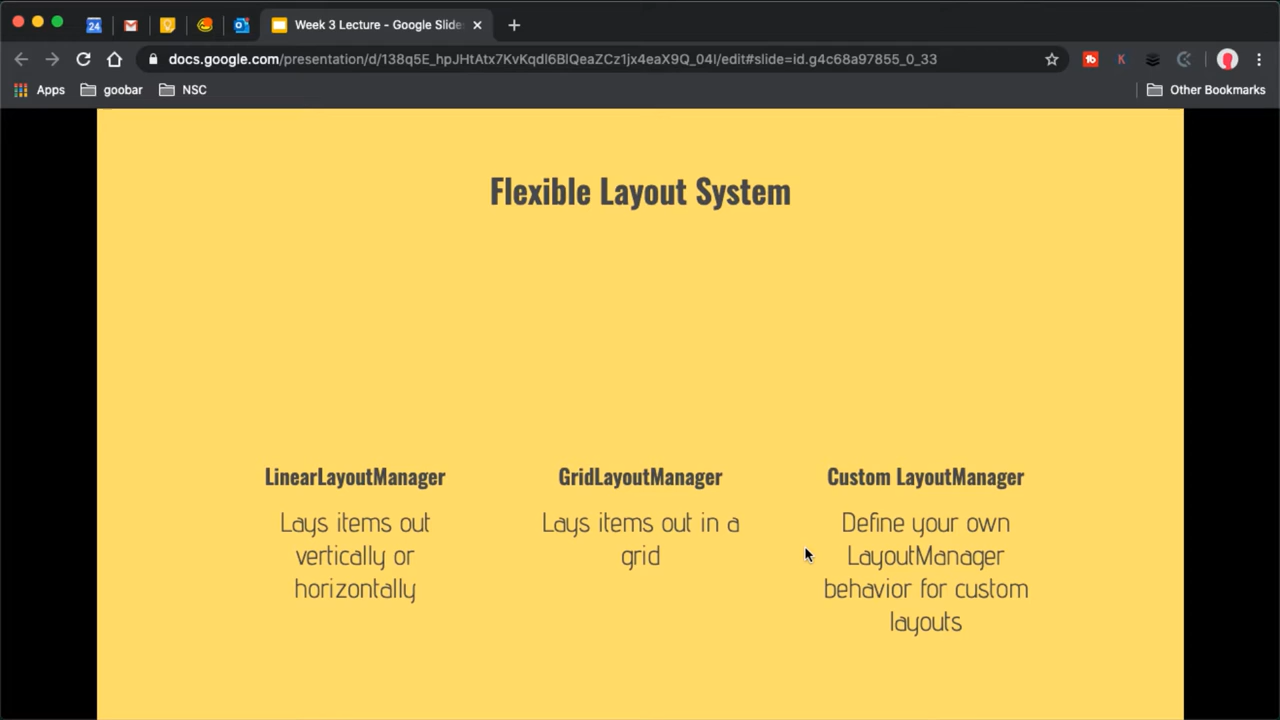 24
Week 3 Lecture - Google Slide
docs.google.com/presentation/d/138q5E_hpJHtAtx7KvKqdl6BlQeaZCz1jx4eaX9Q_04I/edit#slide=id.g4c68a97855_0_33
K
Apps
goobar
NSC
Other Bookmarks
Flexible Layout System
LinearLayoutManager
Lays items out
vertically or
horizontally
GridLayoutManager
Lays items out in a
grid
Custom LayoutManager
Define your own
LayoutManager
behavior for custom
layouts